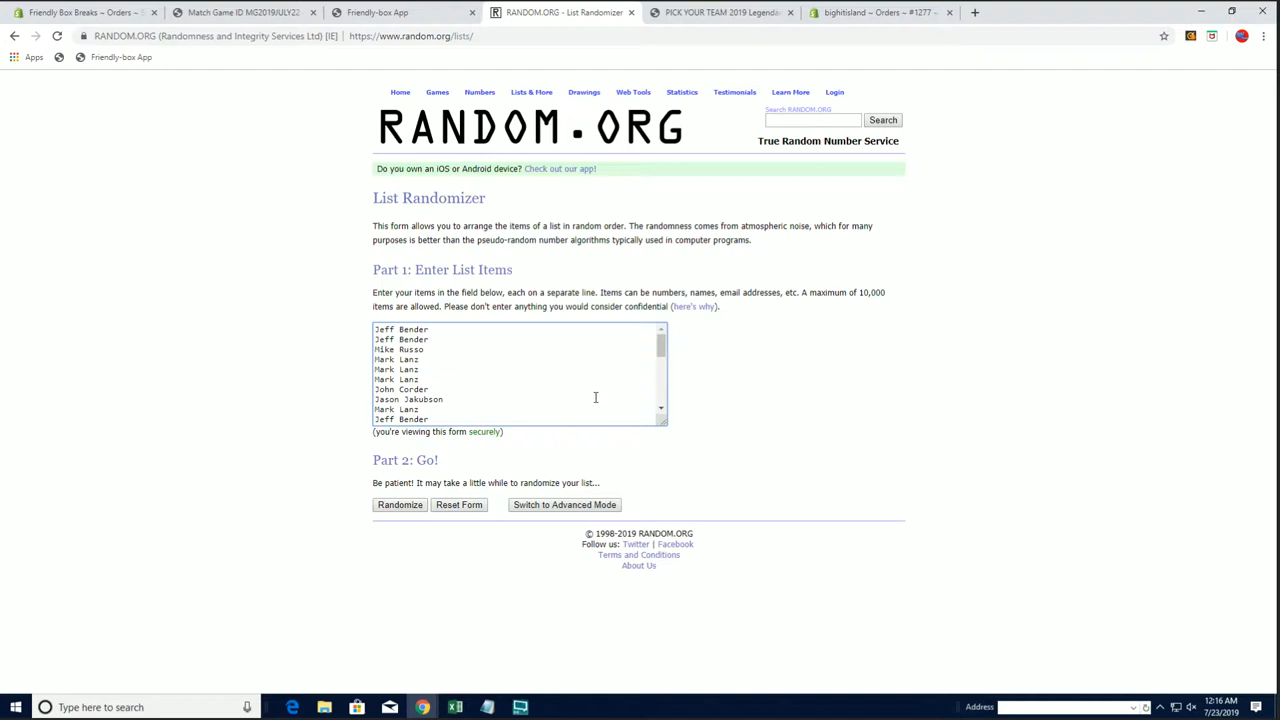 Friendly Box Breaks ~ Orders ~ S
Match Game ID MG2019JULY22
Friendly-box App
RANDOM.ORG - List Randomizer
PICK YOUR TEAM 2019 Legenda
bighitisland ~ Orders ~ #1277 ~
RANDOM.ORG (Randomness and Integrity Services Ltd) [IE] | https://www.random.org/lists/
Apps Friendly-box App
Home Games Numbers Lists & More Drawings Web Tools Statistics Testimonials Learn More Login
Search RANDOM.ORG
RANDOM.ORG
Search
True Random Number Service
Do you own an iOS or Android device? Check out our app!
List Randomizer
This form allows you to arrange the items of a list in random order. The randomness comes from atmospheric noise, which for many
purposes is better than the pseudo-random number algorithms typically used in computer programs.
Part 1: Enter List Items
Enter your items in the field below, each on a separate line. Items can be numbers, names, email addresses, etc. A maximum of 10,000
items are allowed. Please don't enter anything you would consider confidential (here's why).
Jeff Bender
Jeff Bender
Mike Russo
Mark Lanz
Mark Lanz
Mark Lanz
John Corder
Jason Jakubson
Mark Lanz
Jeff Bender
(you're viewing this form securely)
Part 2: Go!
Be patient! It may take a little while to randomize your list...
Randomize Reset Form Switch to Advanced Mode
© 1998-2019 RANDOM.ORG
Follow us: Twitter | Facebook
Terms and Conditions
About Us
Type here to search
Address
12:16 AM
7/23/2019